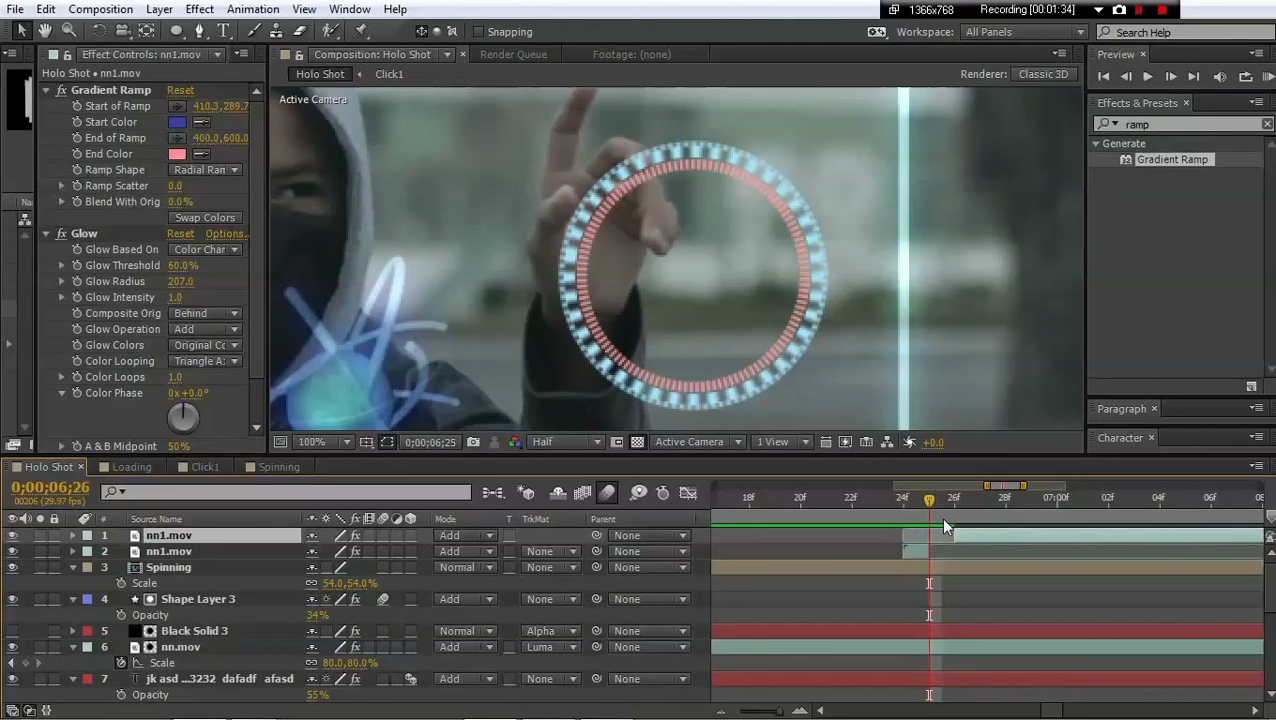 File Edit Composition Layer Effect Animation View Window Help
1366x768 Recording [00:01:34]
Snapping Workspace: All Panels Search Help
Effect Controls: nn1.mov
Composition: Holo Shot Render Queue Footage: (none)
Preview
Holo Shot • nn1.mov
Holo Shot Click1 Renderer: Classic 3D
Gradient Ramp Reset
Start of Ramp 410.3,289.7
Start Color
End of Ramp 400.0,600.0
End Color
Ramp Shape Radial Ran
Ramp Scatter 0.0
Blend With Orig 0.0%
Swap Colors
Glow Reset Options...
Glow Based On Color Char
Glow Threshold 60.0%
Glow Radius 207.0
Glow Intensity 1.0
Composite Orig Behind
Glow Operation Add
Glow Colors Original Co
Color Looping Triangle A
Color Loops 1.0
Color Phase 0x+0.0°
A & B Midpoint 50%
Active Camera
Effects & Presets
ramp
Generate
Gradient Ramp
Paragraph
Character
100% 0;00;06;25 Half Active Camera 1 View +0.0
Holo Shot Loading Click1 Spinning
0;00;06;26
00206 (29.97 fps)
18f 20f 22f 24f 26f 28f 07:00f 02f 04f 06f 08
# Source Name Mode T TrkMat Parent
1 nn1.mov Add None
2 nn1.mov Add None None
3 Spinning Normal None None
Scale 54.0,54.0%
4 Shape Layer 3 Add None None
Opacity 34%
5 Black Solid 3 Normal Alpha None
6 nn.mov Add Luma None
Scale 80.0,80.0%
7 jk asd ...3232 dafadf afasd Add None None
Opacity 55%